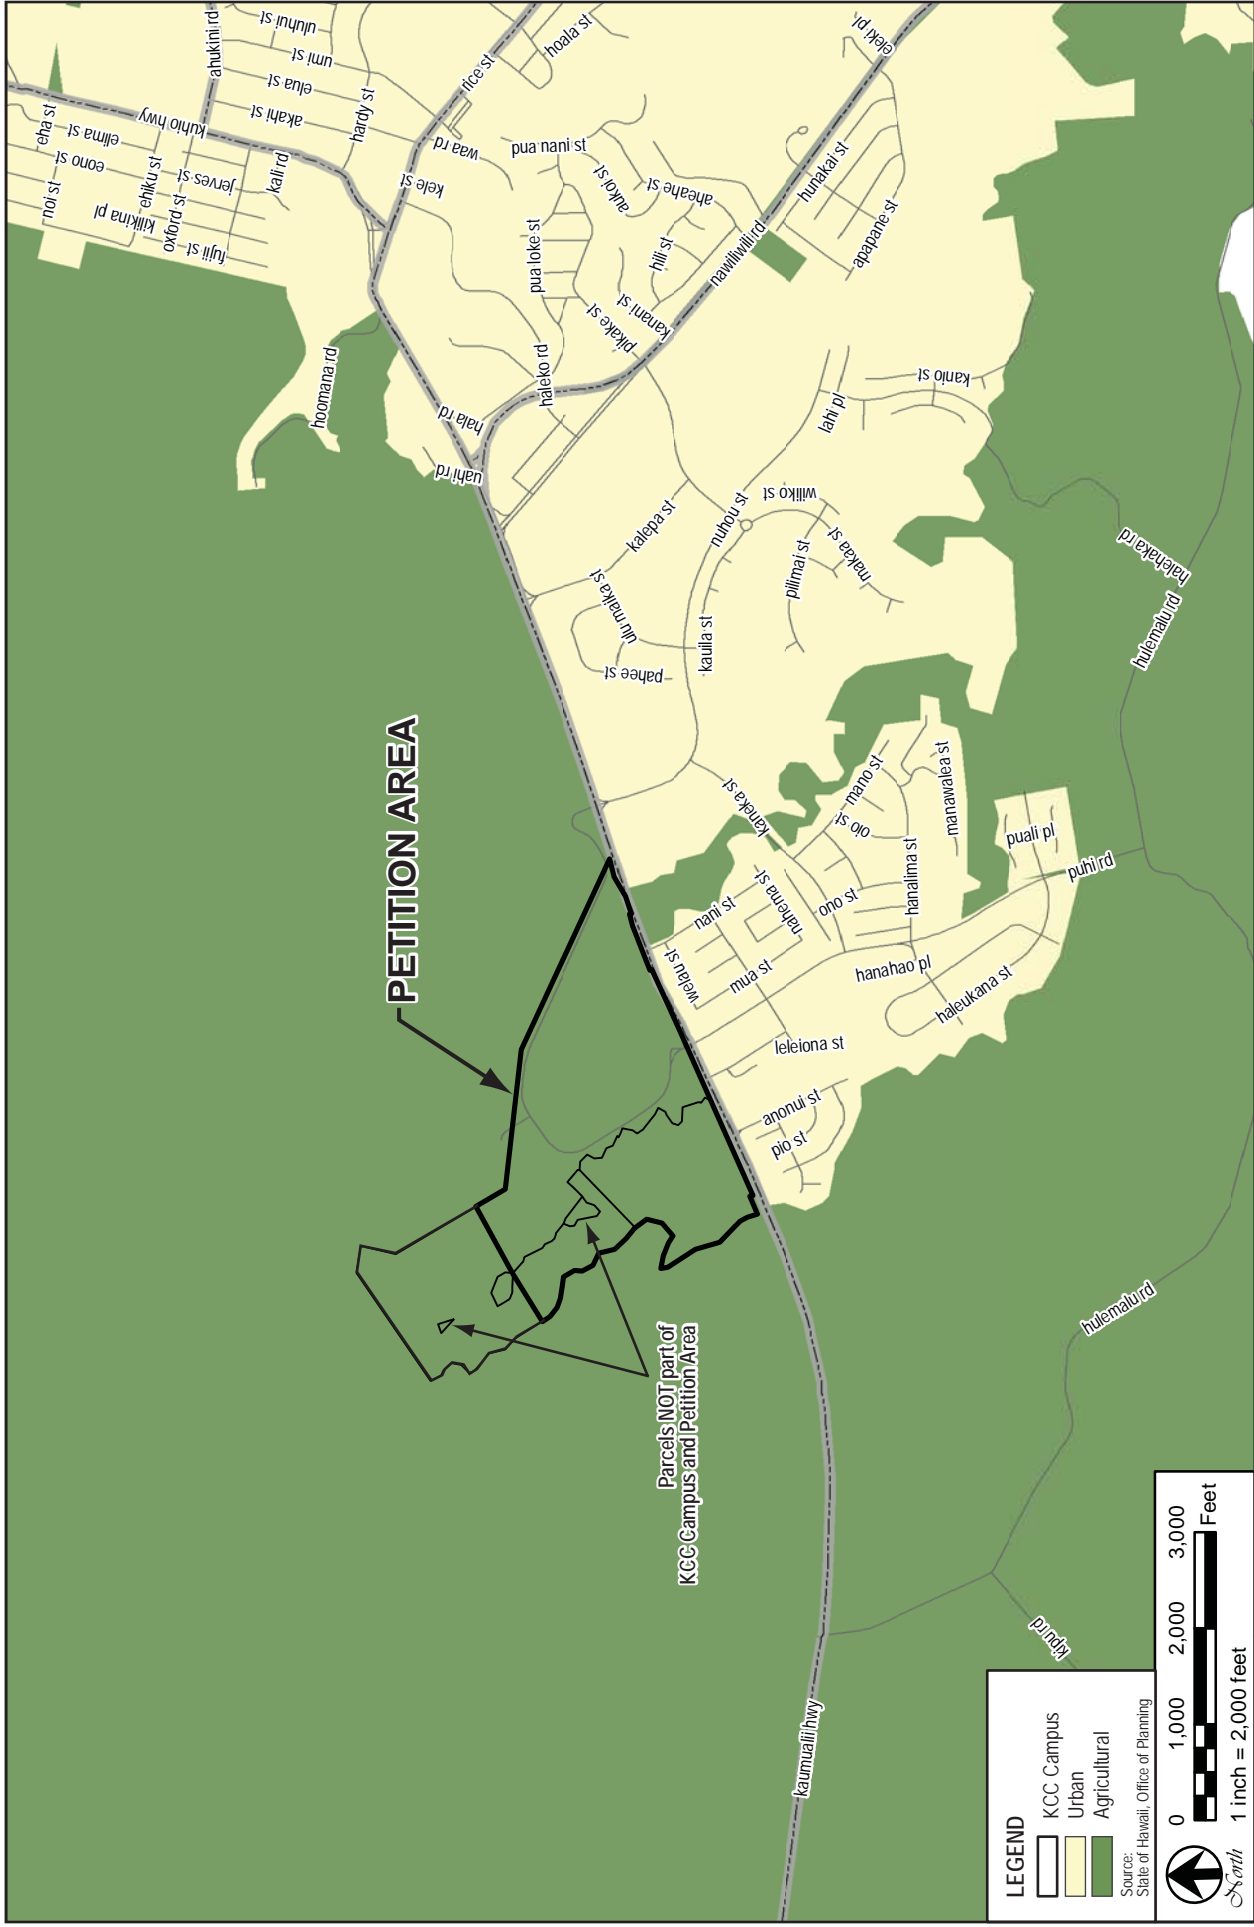 PETITION AREA
Parcels NOT part of
KCC Campus and Petition Area
ahukini rd
uluhui st
umi st
elua st
akahi st
hardy st
rice st
hoala st
eleki pl
kuhio hwy
eha st
elima st
eono st
noi st
ehiku st
jerves st
kali rd
kilikina pl
oxford st
fujii st
kele st
waa rd
pua nani st
aukoi st
aheahe st
hunakai st
apapane st
pua loke st
hili st
nawiliwili rd
kanani st
pikake st
haleko rd
hoomana rd
hala rd
uahi rd
lahi pl
kanio st
wiliko st
nuhou st
kalepa st
makaa st
pilimai st
ulu maika st
pahee st
kauila st
halehaka rd
hulemalu rd
kaneka st
mano st
olo st
manawalea st
hanalima st
puali pl
puhi rd
nani st
nahema st
ono st
welau st
mua st
hanahao pl
haleukana st
leleiona st
anonui st
pio st
hulemalu rd
kipu rd
kaumualii hwy
LEGEND
KCC Campus
Urban
Agricultural
Source:
State of Hawaii, Office of Planning
North
0 1,000 2,000 3,000
Feet
1 inch = 2,000 feet